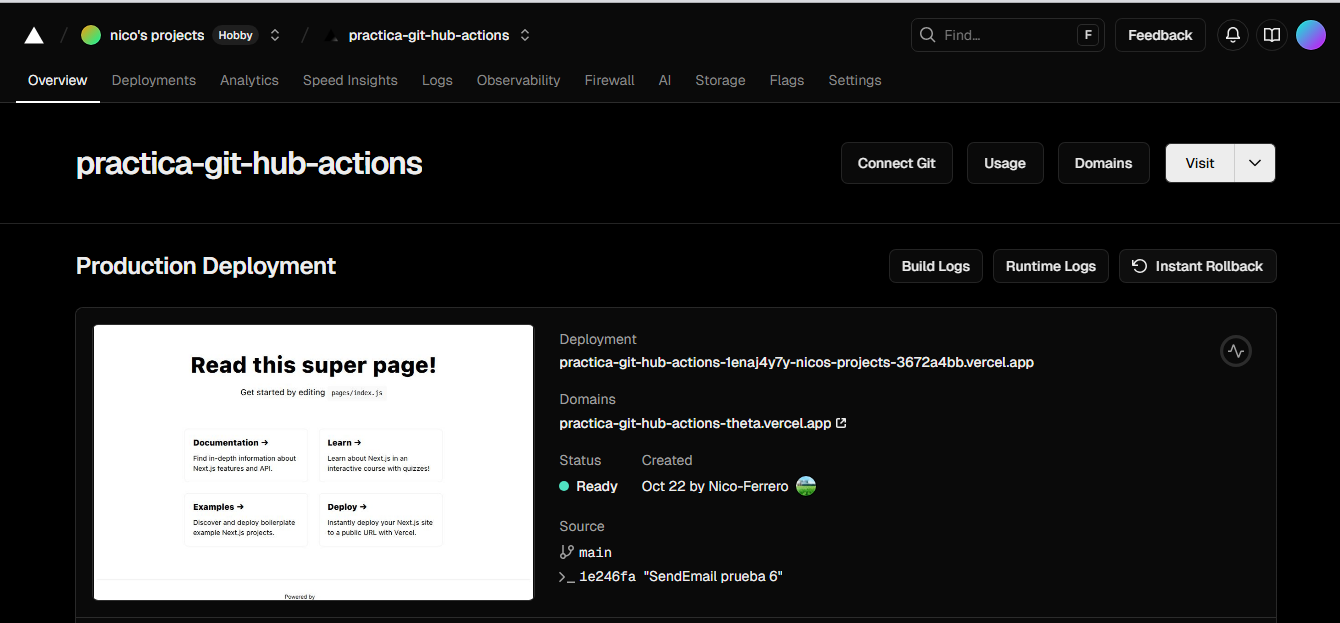 nico's projects Hobby practica-git-hub-actions Find... F Feedback
Overview Deployments Analytics Speed Insights Logs Observability Firewall AI Storage Flags Settings
practica-git-hub-actions Connect Git Usage Domains Visit
Production Deployment Build Logs Runtime Logs Instant Rollback
Read this super page!
Get started by editing pages/index.js
Documentation →
Find in-depth information about
Next.js features and API.
Learn →
Learn about Next.js in an
interactive course with quizzes!
Examples →
Discover and deploy boilerplate
example Next.js projects.
Deploy →
Instantly deploy your Next.js site
to a public URL with Vercel.
Powered by
Deployment
practica-git-hub-actions-1enaj4y7y-nicos-projects-3672a4bb.vercel.app
Domains
practica-git-hub-actions-theta.vercel.app
Status Created
Ready Oct 22 by Nico-Ferrero
Source
main
1e246fa "SendEmail prueba 6"